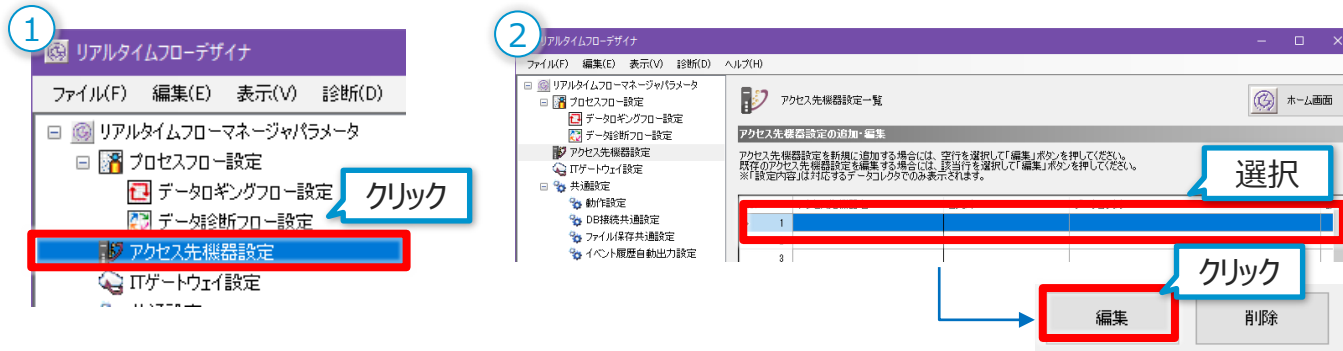 1
リアルタイムフローデザイナ
ファイル(F) 編集(E) 表示(V) 診断(D)
リアルタイムフローマネージャパラメータ
プロセスフロー設定
データロギングフロー設定
データ診断フロー設定
クリック
アクセス先機器設定
ITゲートウェイ設定
2
リアルタイムフローデザイナ
ファイル(F) 編集(E) 表示(V) 診断(D) ヘルプ(H)
リアルタイムフローマネージャパラメータ
プロセスフロー設定
データロギングフロー設定
データ診断フロー設定
アクセス先機器設定
ITゲートウェイ設定
共通設定
動作設定
DB接続共通設定
ファイル保存共通設定
イベント履歴自動出力設定
アクセス先機器設定一覧
ホーム画面
アクセス先機器設定の追加・編集
アクセス先機器設定を新規に追加する場合には、空行を選択して「編集」ボタンを押してください。
既存のアクセス先機器設定を編集する場合には、該当行を選択して「編集」ボタンを押してください。
※「設定内容」は対応するデータコレクタでのみ表示されます。
選択
1
3
クリック
編集
削除